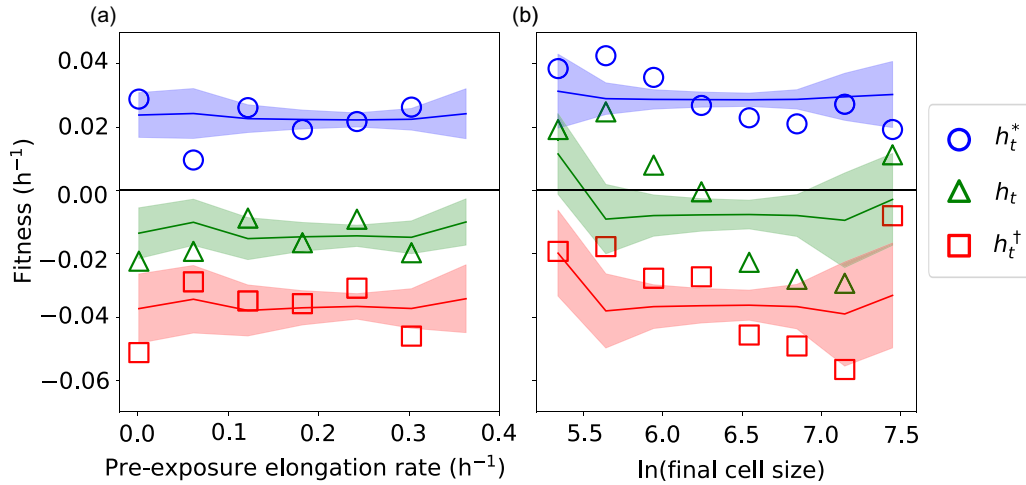 (a)
(b)
Fitness (h⁻¹)
0.04
0.02
0.00
−0.02
−0.04
−0.06
0.0 0.1 0.2 0.3 0.4
Pre-exposure elongation rate (h⁻¹)
5.5 6.0 6.5 7.0 7.5
ln(final cell size)
h*ₜ
hₜ
h†ₜ